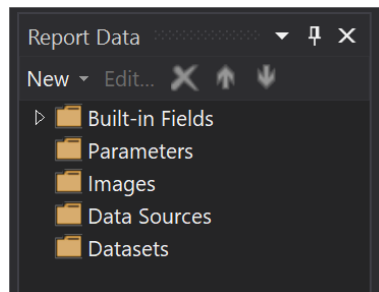 Report Data
New Edit...
Built-in Fields
Parameters
Images
Data Sources
Datasets